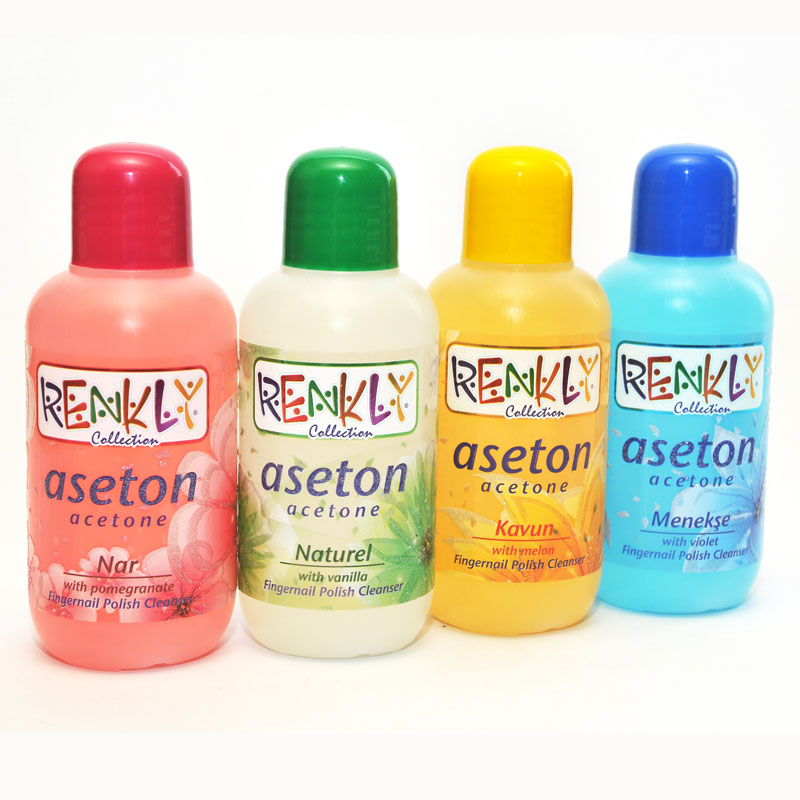 RENKLY
Collection
aseton
acetone
Nar
with pomegranate
Fingernail Polish Cleanser
RENKLY
Collection
aseton
acetone
Naturel
with vanilla
Fingernail Polish Cleanser
RENKLY
Collection
aseton
acetone
Kavun
with melon
Fingernail Polish Cleanser
RENKLY
Collection
aseton
acetone
Menekşe
with violet
Fingernail Polish Cleanser